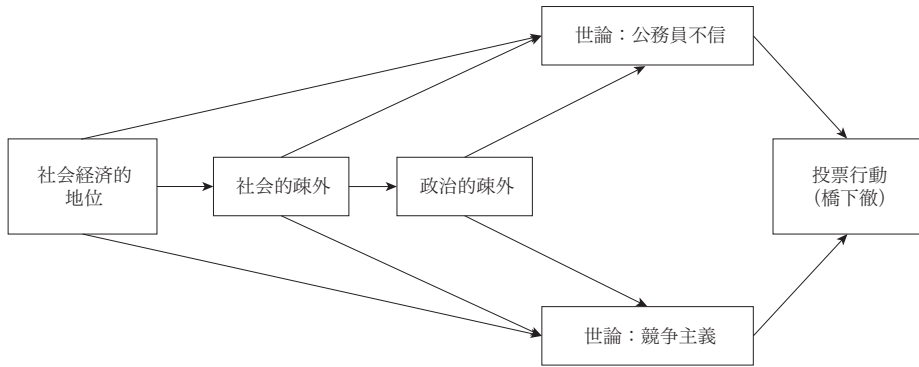 世論：公務員不信
社会経済的
地位
社会的疎外
政治的疎外
投票行動
（橋下徹）
世論：競争主義